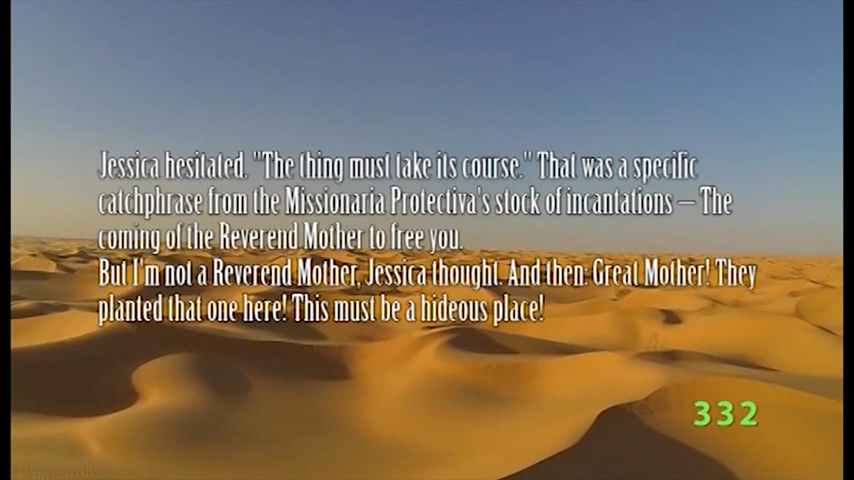 Jessica hesitated. "The thing must take its course." That was a specific
catchphrase from the Missionaria Protectiva's stock of incantations – The
coming of the Reverend Mother to free you.
But I'm not a Reverend Mother, Jessica thought. And then: Great Mother! They
planted that one here! This must be a hideous place!
332